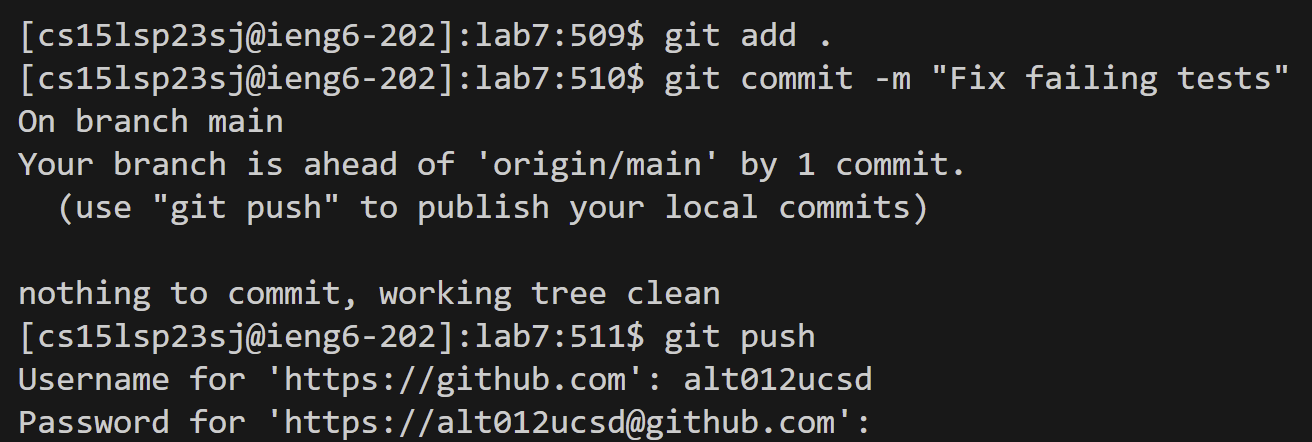 [cs15lsp23sj@ieng6-202]:lab7:509$ git add .
[cs15lsp23sj@ieng6-202]:lab7:510$ git commit -m "Fix failing tests"
On branch main
Your branch is ahead of 'origin/main' by 1 commit.
  (use "git push" to publish your local commits)

nothing to commit, working tree clean
[cs15lsp23sj@ieng6-202]:lab7:511$ git push
Username for 'https://github.com': alt012ucsd
Password for 'https://alt012ucsd@github.com':